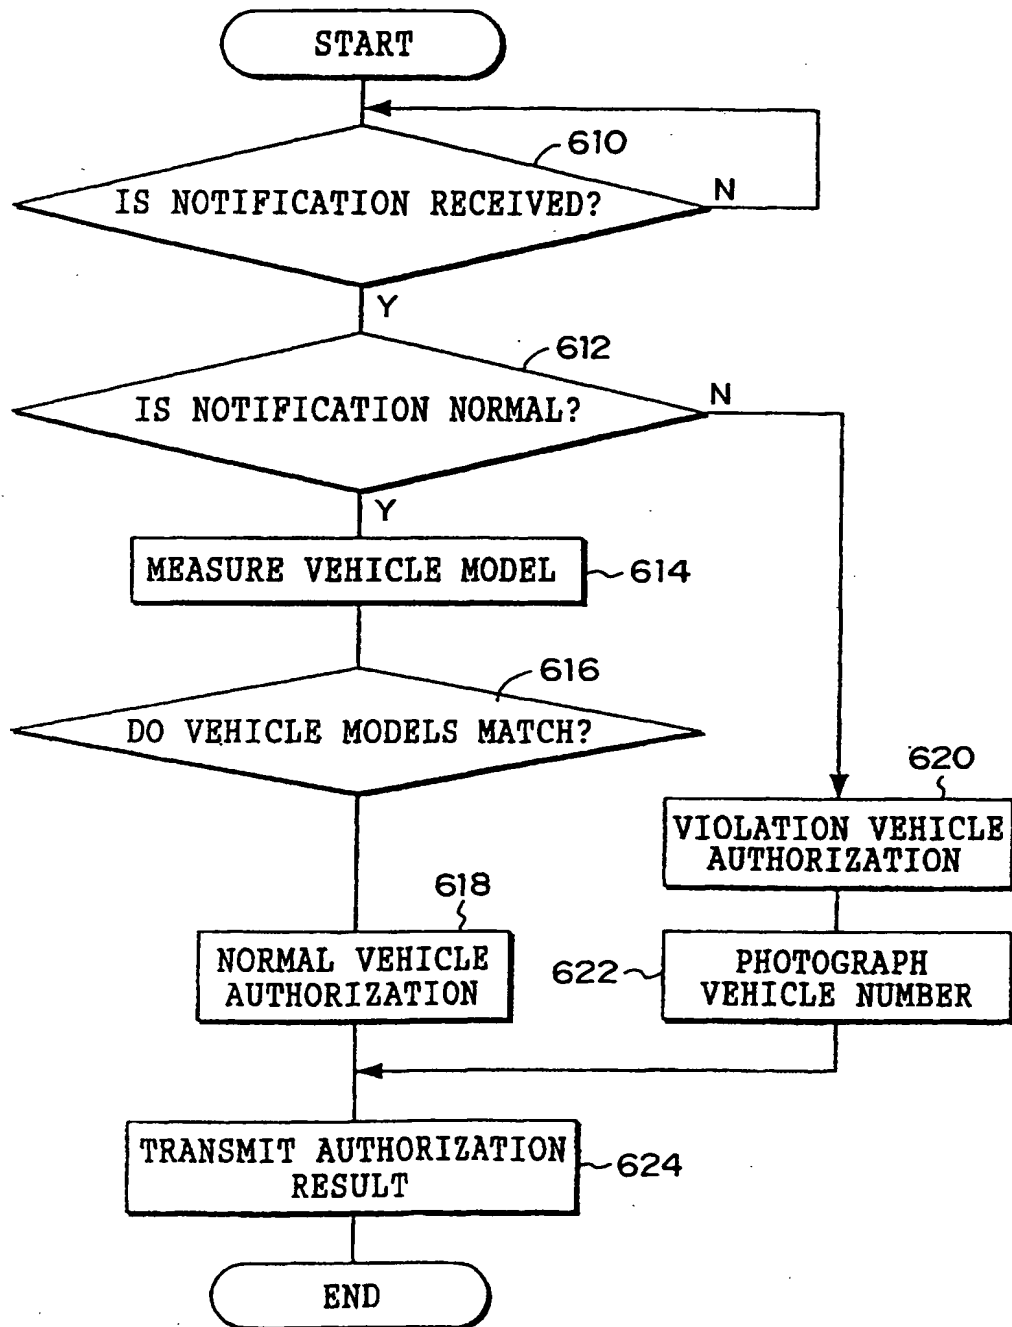 START
610
IS NOTIFICATION RECEIVED?
N
Y
612
IS NOTIFICATION NORMAL?
N
Y
MEASURE VEHICLE MODEL
614
616
DO VEHICLE MODELS MATCH?
620
VIOLATION VEHICLE
AUTHORIZATION
618
NORMAL VEHICLE
AUTHORIZATION
622
PHOTOGRAPH
VEHICLE NUMBER
TRANSMIT AUTHORIZATION
RESULT
624
END